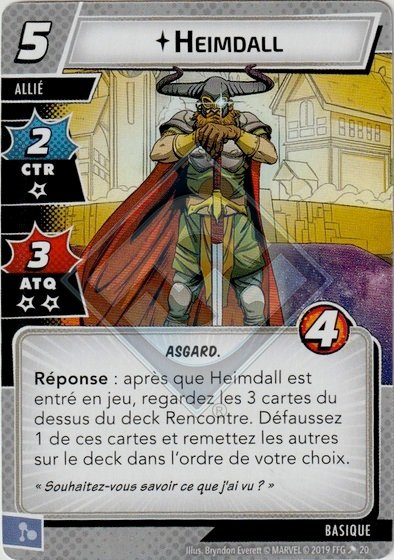 5
HEIMDALL
ALLIÉ
2
CTR
3
ATQ
4
ASGARD.
Réponse : après que Heimdall est
entré en jeu, regardez les 3 cartes du
dessus du deck Rencontre. Défaussez
1 de ces cartes et remettez les autres
sur le deck dans l'ordre de votre choix.
« Souhaitez-vous savoir ce que j'ai vu ? »
BASIQUE
Illus. Bryndon Everett © MARVEL © 2019 FFG 20